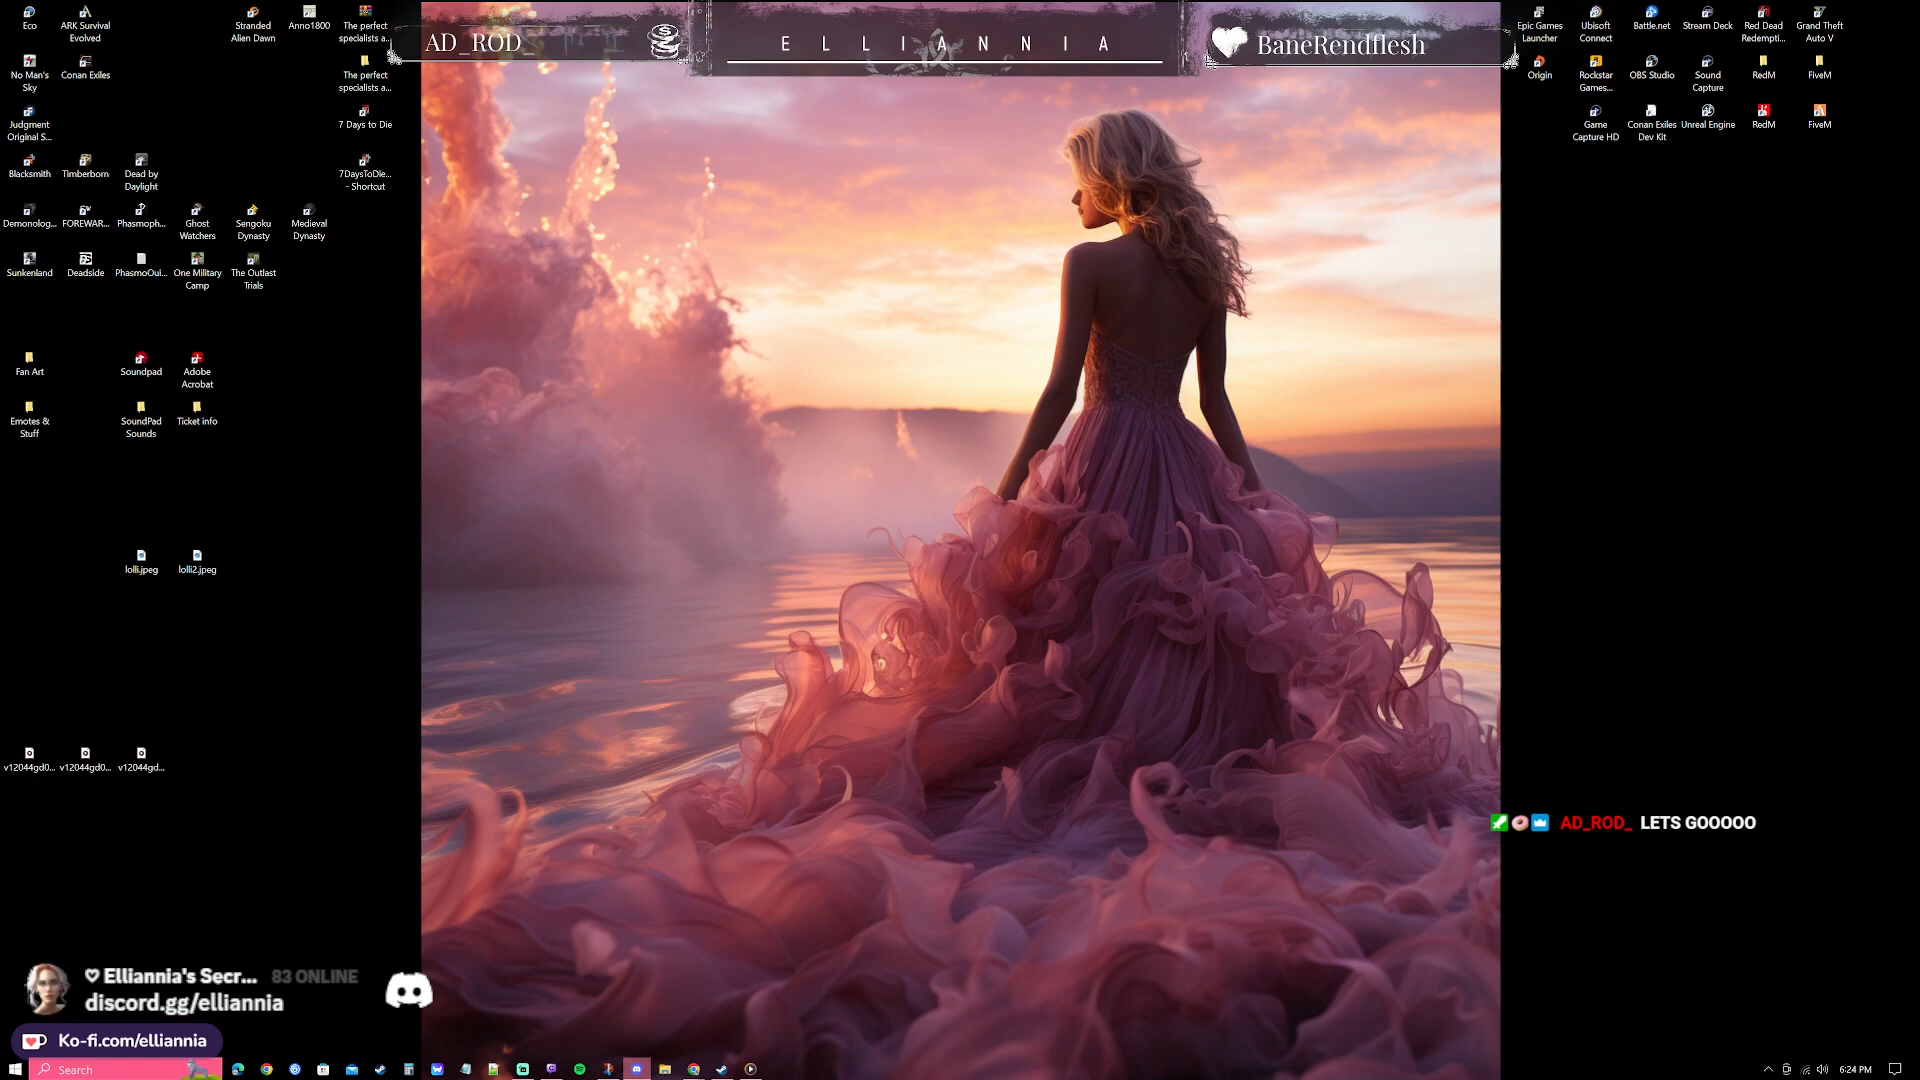 AD_ROD_
ELLIANNIA
BaneRendflesh
Eco
ARK Survival
Evolved
Stranded
Alien Dawn
Anno1800
The perfect
specialists a...
Epic Games
Launcher
Ubisoft
Connect
Battle.net
Stream Deck
Red Dead
Redempti...
Grand Theft
Auto V
No Man's
Sky
Conan Exiles
The perfect
specialists a...
Origin
Rockstar
Games...
OBS Studio
Sound
Capture
RedM
FiveM
Judgment
Original S...
7 Days to Die
Game
Capture HD
Conan Exiles
Dev Kit
Unreal Engine
RedM
FiveM
Blacksmith
Timberborn
Dead by
Daylight
7DaysToDie...
- Shortcut
Demonolog...
FOREWAR...
Phasmoph...
Ghost
Watchers
Sengoku
Dynasty
Medieval
Dynasty
Sunkenland
Deadside
PhasmoOui...
One Military
Camp
The Outlast
Trials
Fan Art
Soundpad
Adobe
Acrobat
Emotes &
Stuff
SoundPad
Sounds
Ticket info
lolli.jpeg
lolli2.jpeg
v12044gd0...
v12044gd0...
v12044gd...
AD_ROD_ LETS GOOOOO
♡ Elliannia's Secr... 83 ONLINE
discord.gg/elliannia
Ko-fi.com/elliannia
Search
6:24 PM